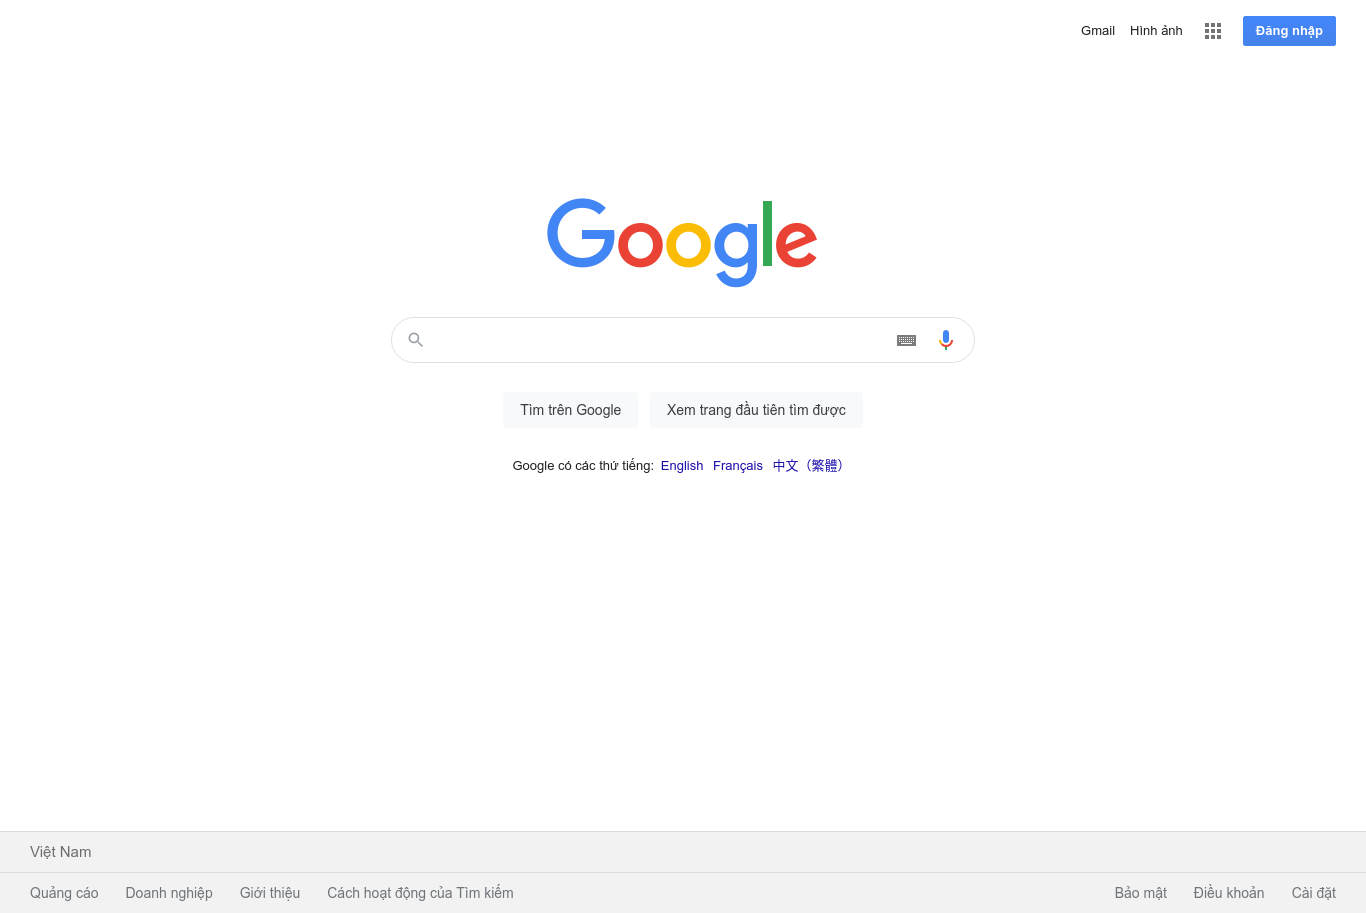 Gmail Hình ảnh Đăng nhập
Google
Tìm trên Google Xem trang đầu tiên tìm được
Google có các thứ tiếng: English Français 中文（繁體）
Việt Nam
Quảng cáo Doanh nghiệp Giới thiệu Cách hoạt động của Tìm kiếm Bảo mật Điều khoản Cài đặt